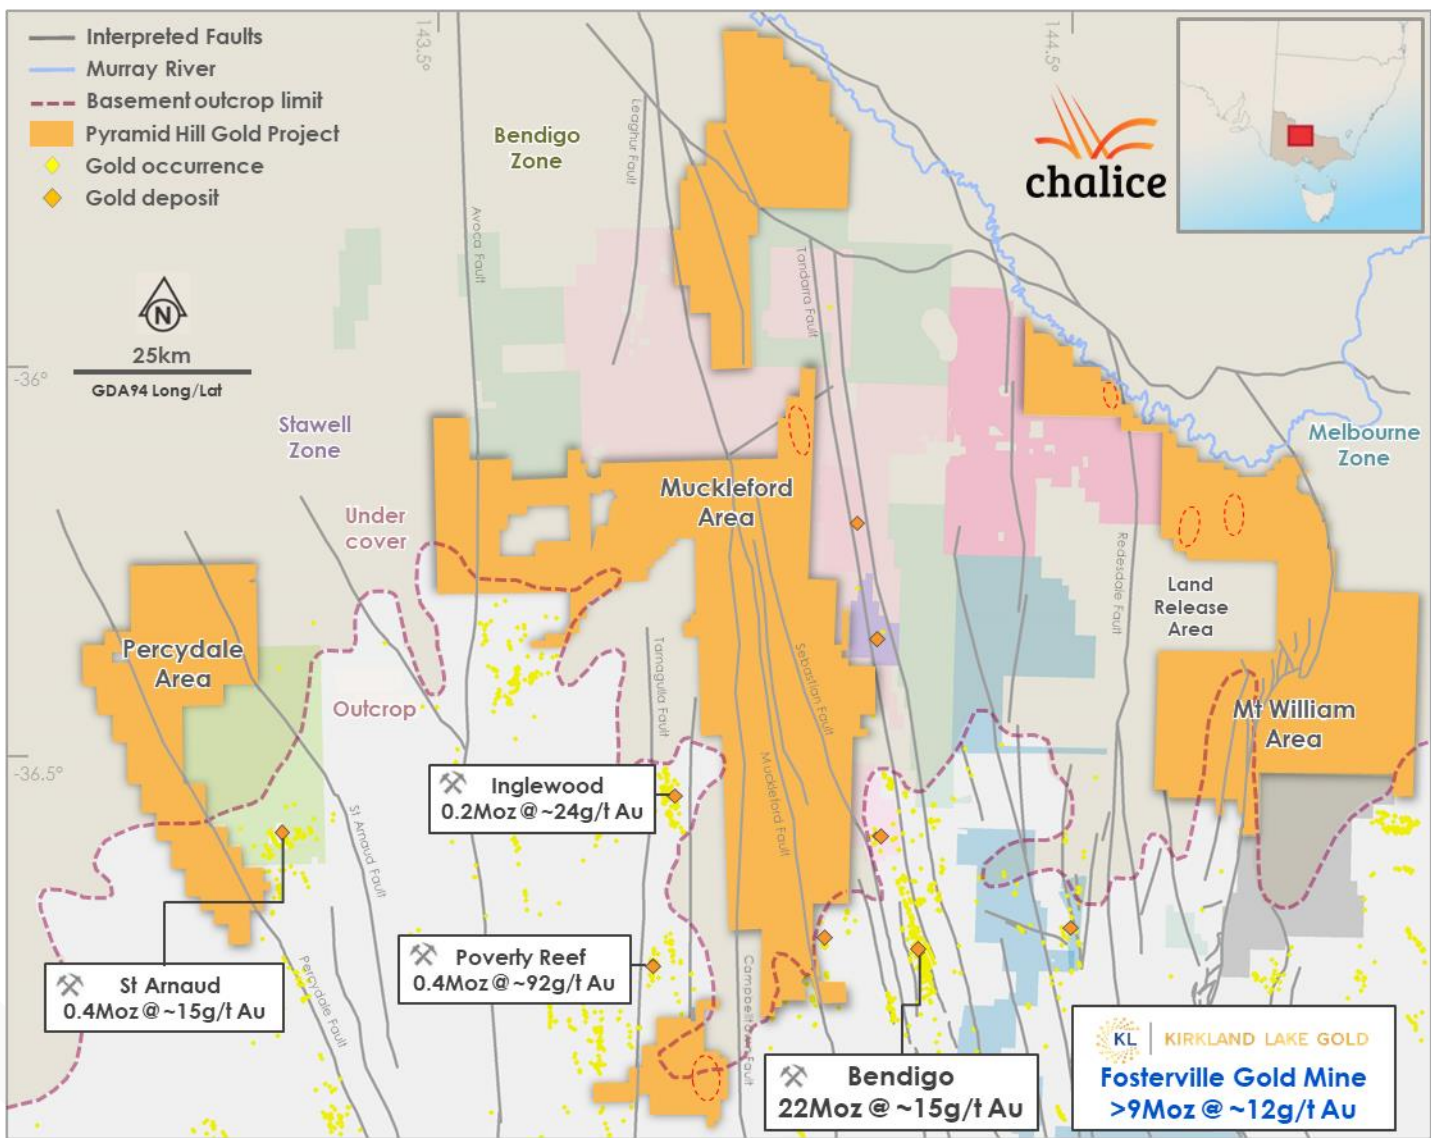 Interpreted Faults
Murray River
Basement outcrop limit
Pyramid Hill Gold Project
Gold occurrence
Gold deposit
143.5°
144.5°
Bendigo
Zone
Leaghur Fault
chalice
Avoca Fault
Tandarra Fault
N
25km
GDA94 Long/Lat
-36°
Stawell
Zone
Melbourne
Zone
Muckleford
Area
Under
cover
Redesdale Fault
Land
Release
Area
Percydale
Area
Tarnagulla Fault
Sebastian Fault
Outcrop
Mt William
Area
-36.5°
Inglewood
0.2Moz @ ~24g/t Au
Muckleford Fault
St Arnaud Fault
Poverty Reef
0.4Moz @ ~92g/t Au
St Arnaud
0.4Moz @ ~15g/t Au
Percydale Fault
Campbelltown Fault
KL
KIRKLAND LAKE GOLD
Bendigo
22Moz @ ~15g/t Au
Fosterville Gold Mine
>9Moz @ ~12g/t Au